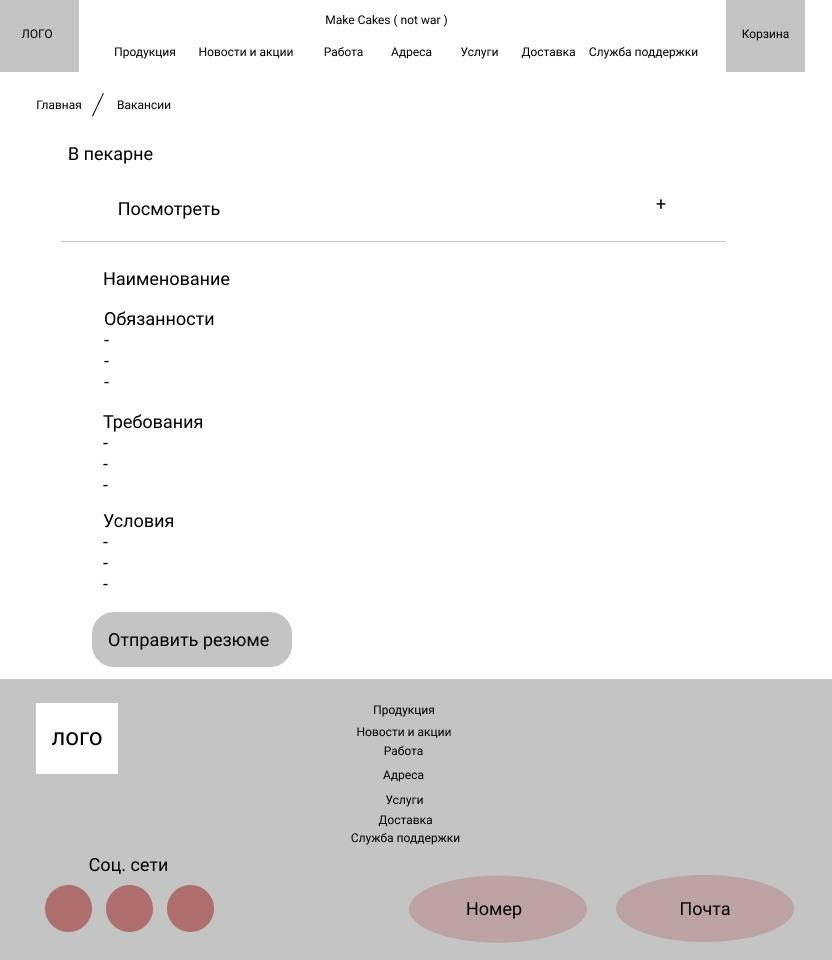 ЛОГО
Make Cakes ( not war )
Корзина
Продукция Новости и акции Работа Адреса Услуги Доставка Служба поддержки
Главная / Вакансии
В пекарне
Посмотреть +
Наименование
Обязанности
-
-
-
Требования
-
-
-
Условия
-
-
-
Отправить резюме
ЛОГО
Продукция
Новости и акции
Работа
Адреса
Услуги
Доставка
Служба поддержки
Соц. сети
Номер
Почта